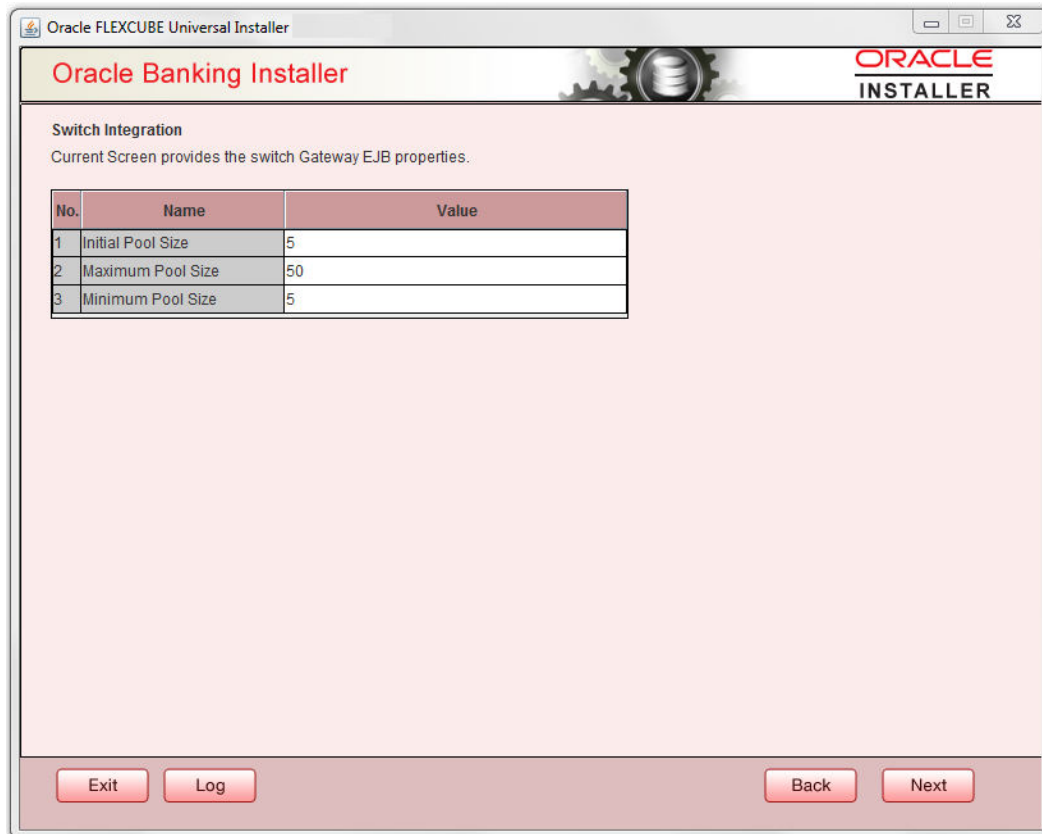 Oracle FLEXCUBE Universal Installer
Oracle Banking Installer
ORACLE
INSTALLER
Switch Integration
Current Screen provides the switch Gateway EJB properties.
No. Name Value
1 Initial Pool Size 5
2 Maximum Pool Size 50
3 Minimum Pool Size 5
Exit Log Back Next